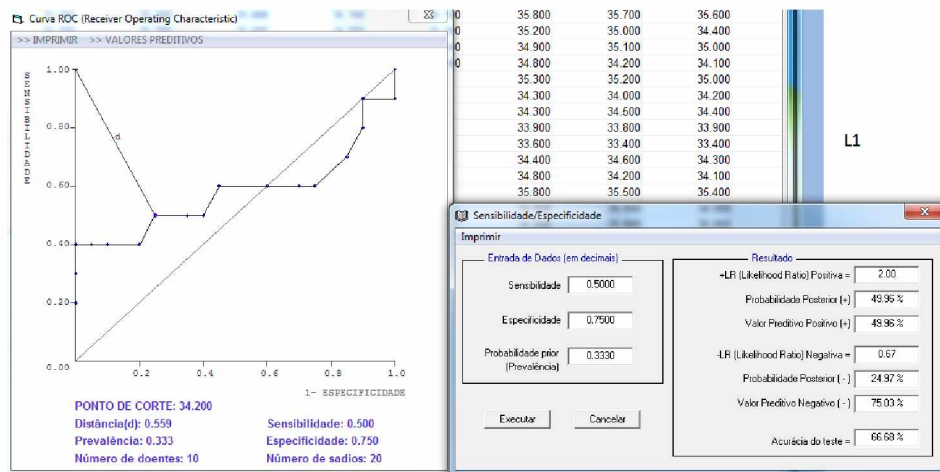 Curva ROC (Receiver Operating Characteristic)
>> IMPRIMIR >> VALORES PREDITIVOS
SENSIBILIDADE
1.00
0.80
0.60
0.40
0.20
0.00
d
0.2 0.4 0.6 0.8 1.0
1- ESPECIFICIDADE
PONTO DE CORTE: 34.200
Distância(d): 0.559 Sensibilidade: 0.500
Prevalência: 0.333 Especificidade: 0.750
Número de doentes: 10 Número de sadios: 20
35.800 35.700 35.600
35.200 35.000 34.400
34.900 35.100 35.000
34.800 34.200 34.100
35.300 35.200 35.000
34.300 34.000 34.200
34.300 34.500 34.400
33.900 33.800 33.900
33.600 33.400 33.400
34.400 34.600 34.300
34.800 34.200 34.100
35.800 35.500 35.400
L1
Sensibilidade/Especificidade
Imprimir
Entrada de Dados (em decimais)
Sensibilidade 0.5000
Especificidade 0.7500
Probabilidade prior
(Prevalência) 0.3330
Executar Cancelar
Resultado
+LR (Likelihood Ratio) Positiva = 2.00
Probabilidade Posterior (+) 49.96 %
Valor Preditivo Positivo (+) 49.96 %
-LR (Likelihood Ratio) Negativa = 0.67
Probabilidade Posterior ( - ) 24.97 %
Valor Preditivo Negativo ( - ) 75.03 %
Acurácia do teste = 66.68 %